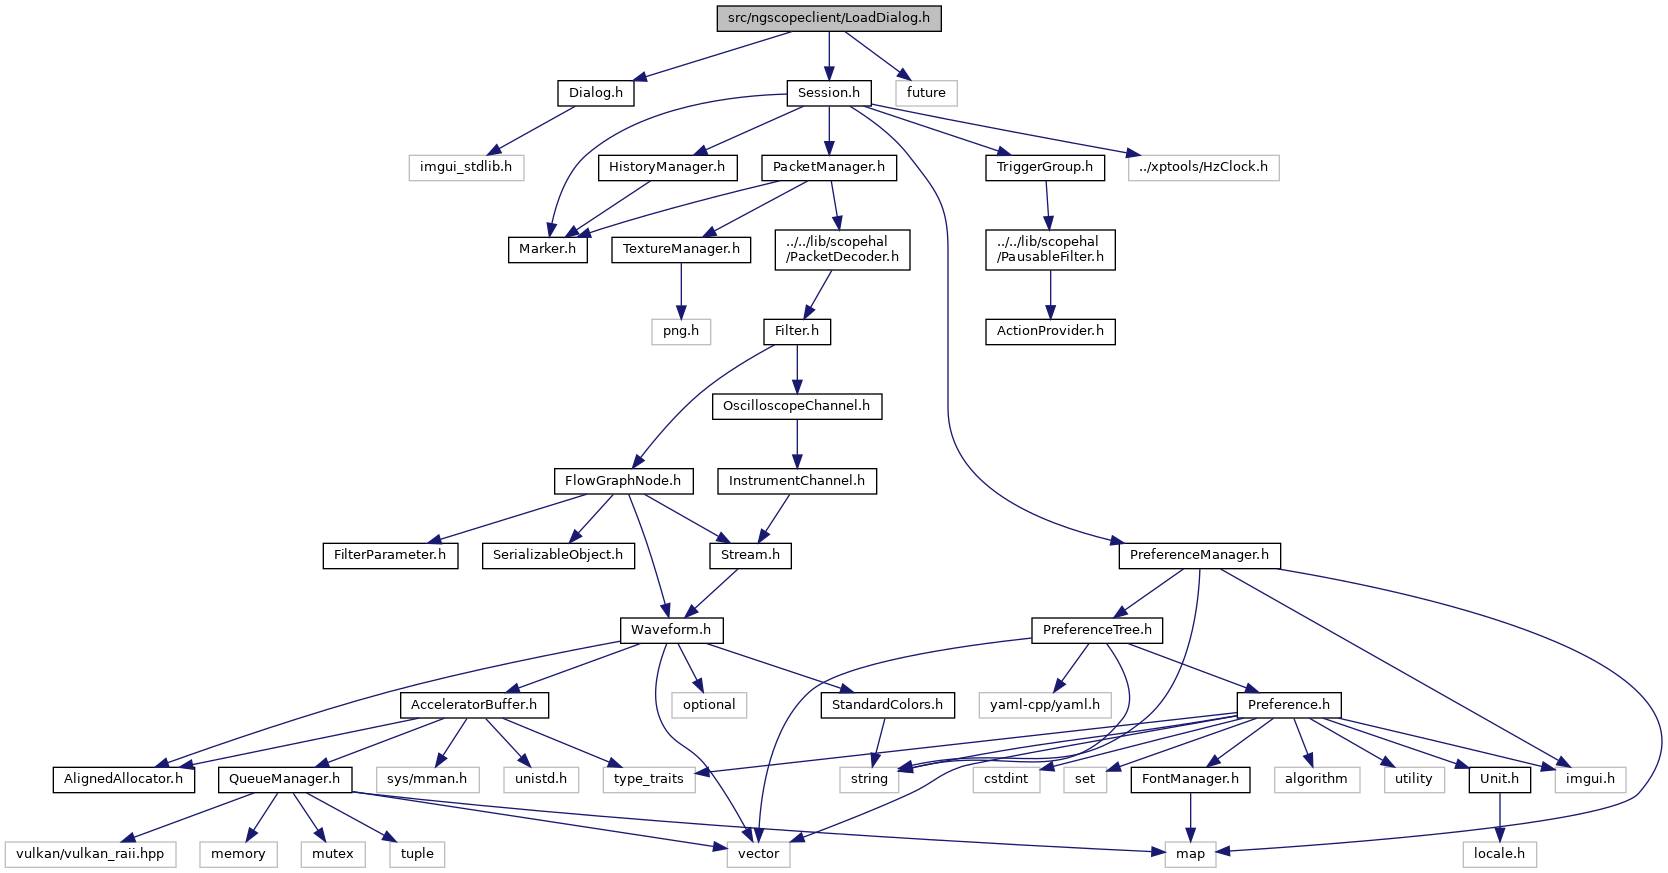 src/ngscopeclient/LoadDialog.h
Dialog.h
Session.h
future
imgui_stdlib.h
HistoryManager.h
PacketManager.h
TriggerGroup.h
../xptools/HzClock.h
Marker.h
TextureManager.h
../../lib/scopehal
/PacketDecoder.h
../../lib/scopehal
/PausableFilter.h
png.h
Filter.h
ActionProvider.h
OscilloscopeChannel.h
FlowGraphNode.h
InstrumentChannel.h
FilterParameter.h
SerializableObject.h
Stream.h
PreferenceManager.h
Waveform.h
PreferenceTree.h
AcceleratorBuffer.h
optional
StandardColors.h
yaml-cpp/yaml.h
Preference.h
AlignedAllocator.h
QueueManager.h
sys/mman.h
unistd.h
type_traits
string
cstdint
set
FontManager.h
algorithm
utility
Unit.h
imgui.h
vulkan/vulkan_raii.hpp
memory
mutex
tuple
vector
map
locale.h